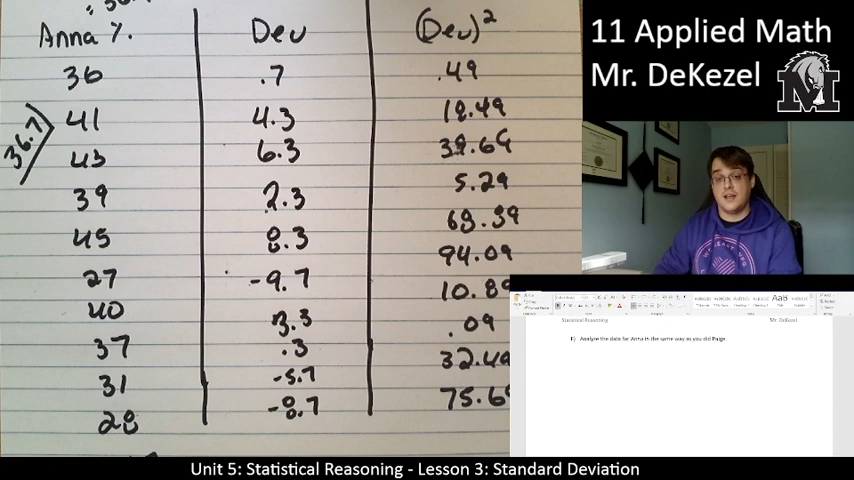 Anna %. Dev (Dev)²
36 .7 .49
41 4.3 18.49
36.7
43 6.3 39.69
39 2.3 5.29
45 8.3 68.89
27 -9.7 94.09
40 3.3 10.89
37 .3 .09
31 -5.7 32.49
28 -8.7 75.69
11 Applied Math
Mr. DeKezel
M
Statistical Reasoning Mr. DeKezel
Analyze the data for Anna in the same way as you did Paige.
Unit 5: Statistical Reasoning - Lesson 3: Standard Deviation